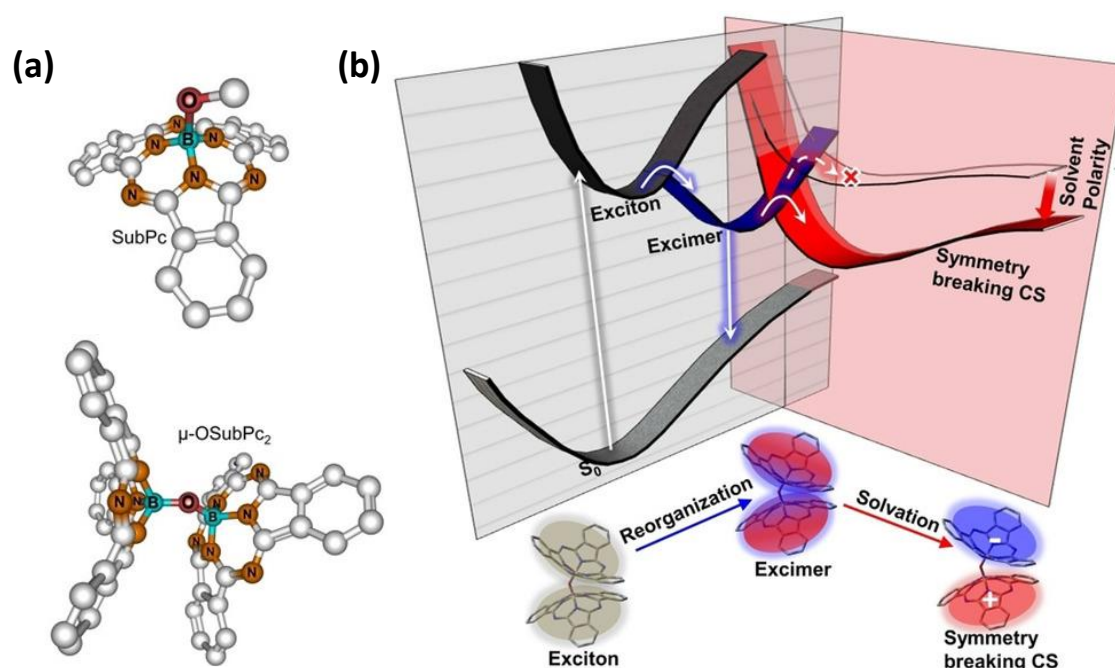 (a)
O
B
N
N
N
N
N
SubPc
μ-OSubPc₂
B
O
B
N
N
N
N
N
(b)
Exciton
Excimer
Solvent
Polarity
Symmetry
breaking CS
S₀
Reorganization
Solvation
Exciton
Excimer
-
+
Symmetry
breaking CS